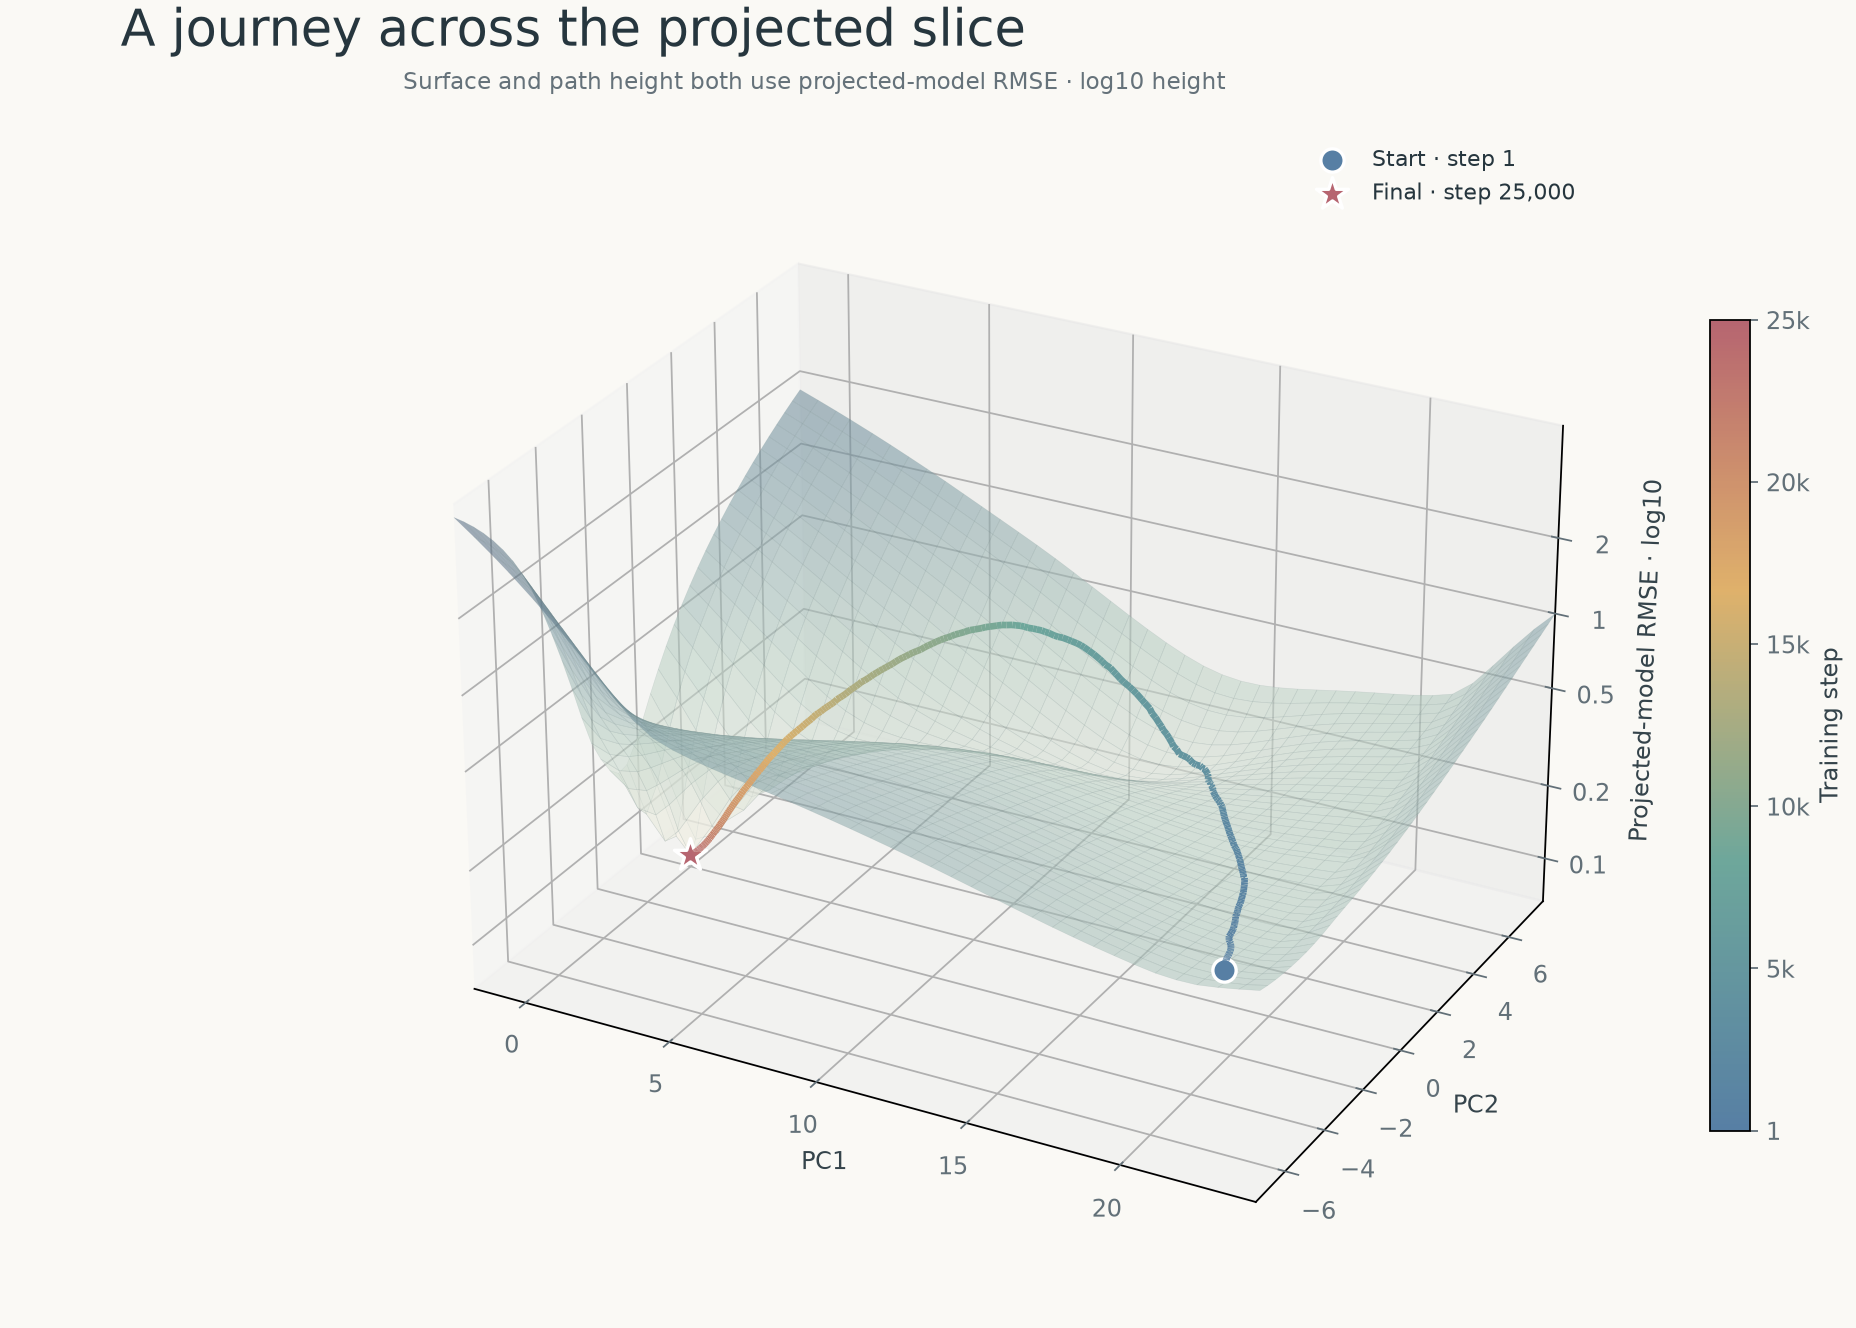 A journey across the projected slice
Surface and path height both use projected-model RMSE · log10 height
Start · step 1
Final · step 25,000
25k
20k
15k
10k
5k
1
Training step
2
1
0.5
0.2
0.1
Projected-model RMSE · log10
6
4
2
0
−2
−4
−6
PC2
0
5
10
15
20
PC1